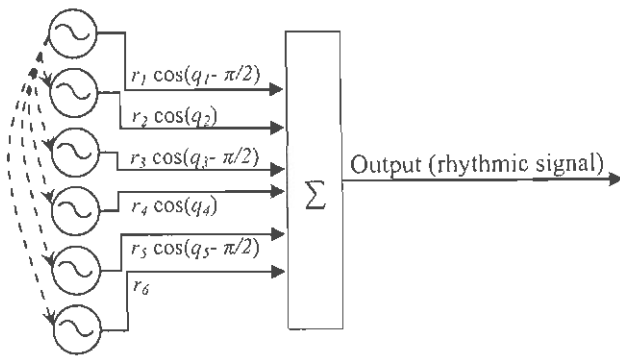 r₁ cos(q₁- π/2)
r₂ cos(q₂)
r₃ cos(q₃- π/2)
r₄ cos(q₄)
r₅ cos(q₅- π/2)
r₆
Σ
Output (rhythmic signal)